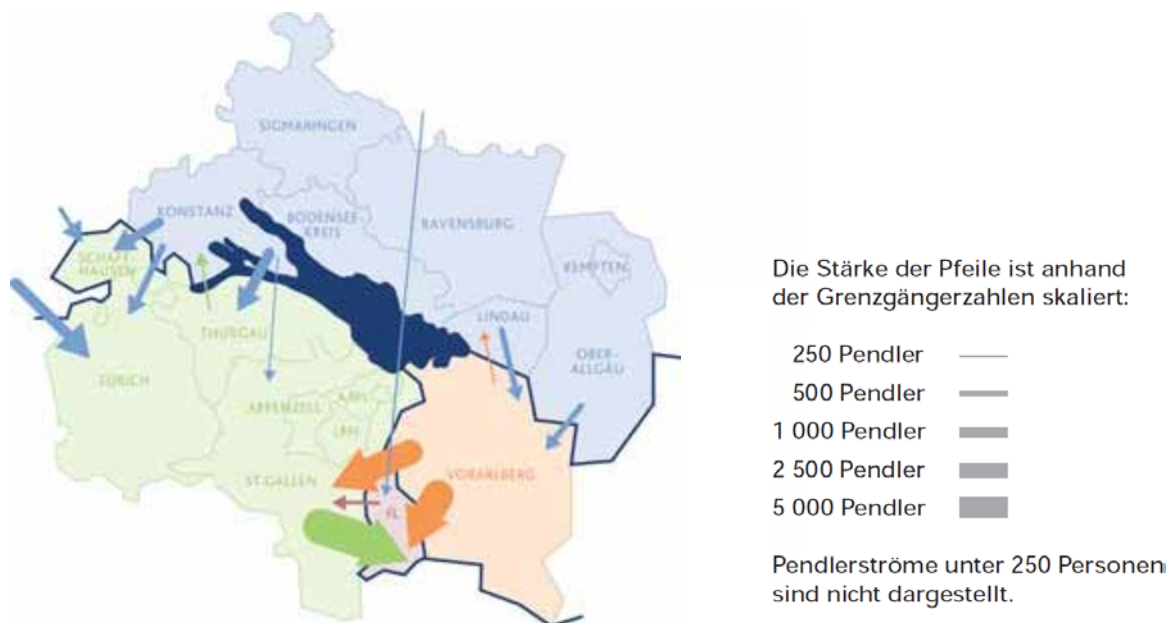 SIGMARINGEN
KONSTANZ
BODENSEE-
KREIS
RAVENSBURG
SCHAFF-
HAUSEN
KEMPTEN
LINDAU
THURGAU
OBER-
ALLGÄU
ZÜRICH
APPENZELL
ARH
IRH
ST.GALLEN
VORARLBERG
FL
Die Stärke der Pfeile ist anhand
der Grenzgängerzahlen skaliert:
250 Pendler
500 Pendler
1 000 Pendler
2 500 Pendler
5 000 Pendler
Pendlerströme unter 250 Personen
sind nicht dargestellt.